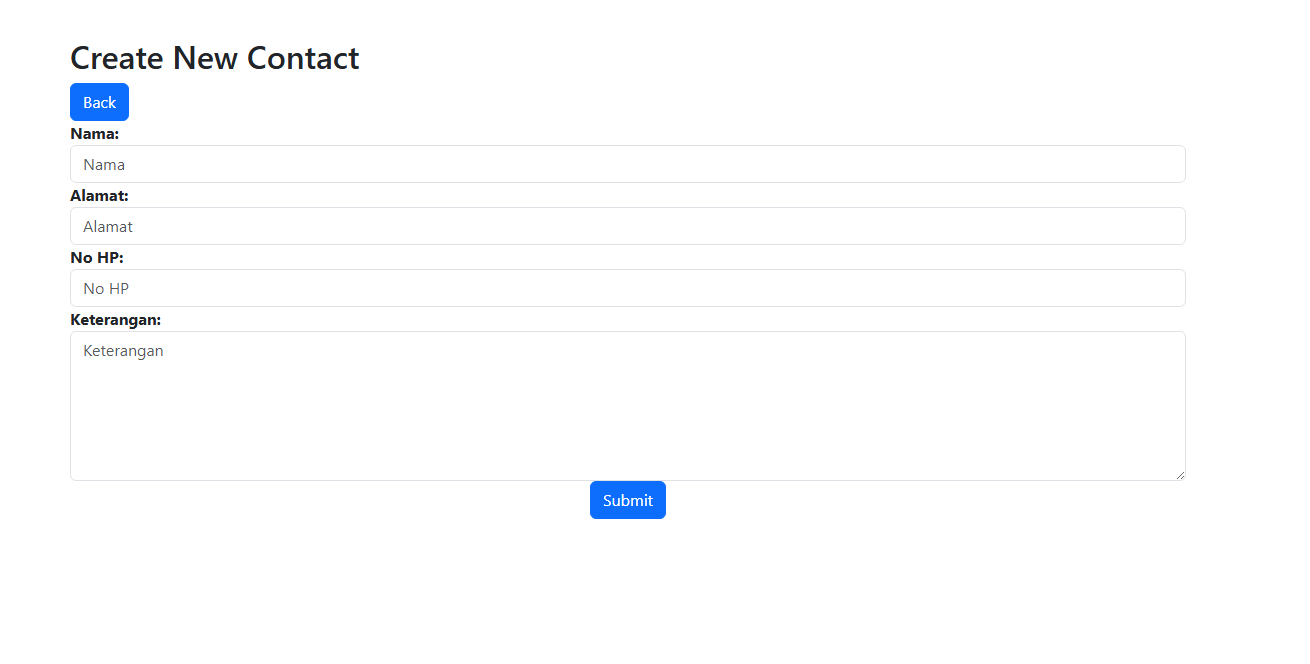 Create New Contact
Back
Nama:
Nama
Alamat:
Alamat
No HP:
No HP
Keterangan:
Keterangan
Submit